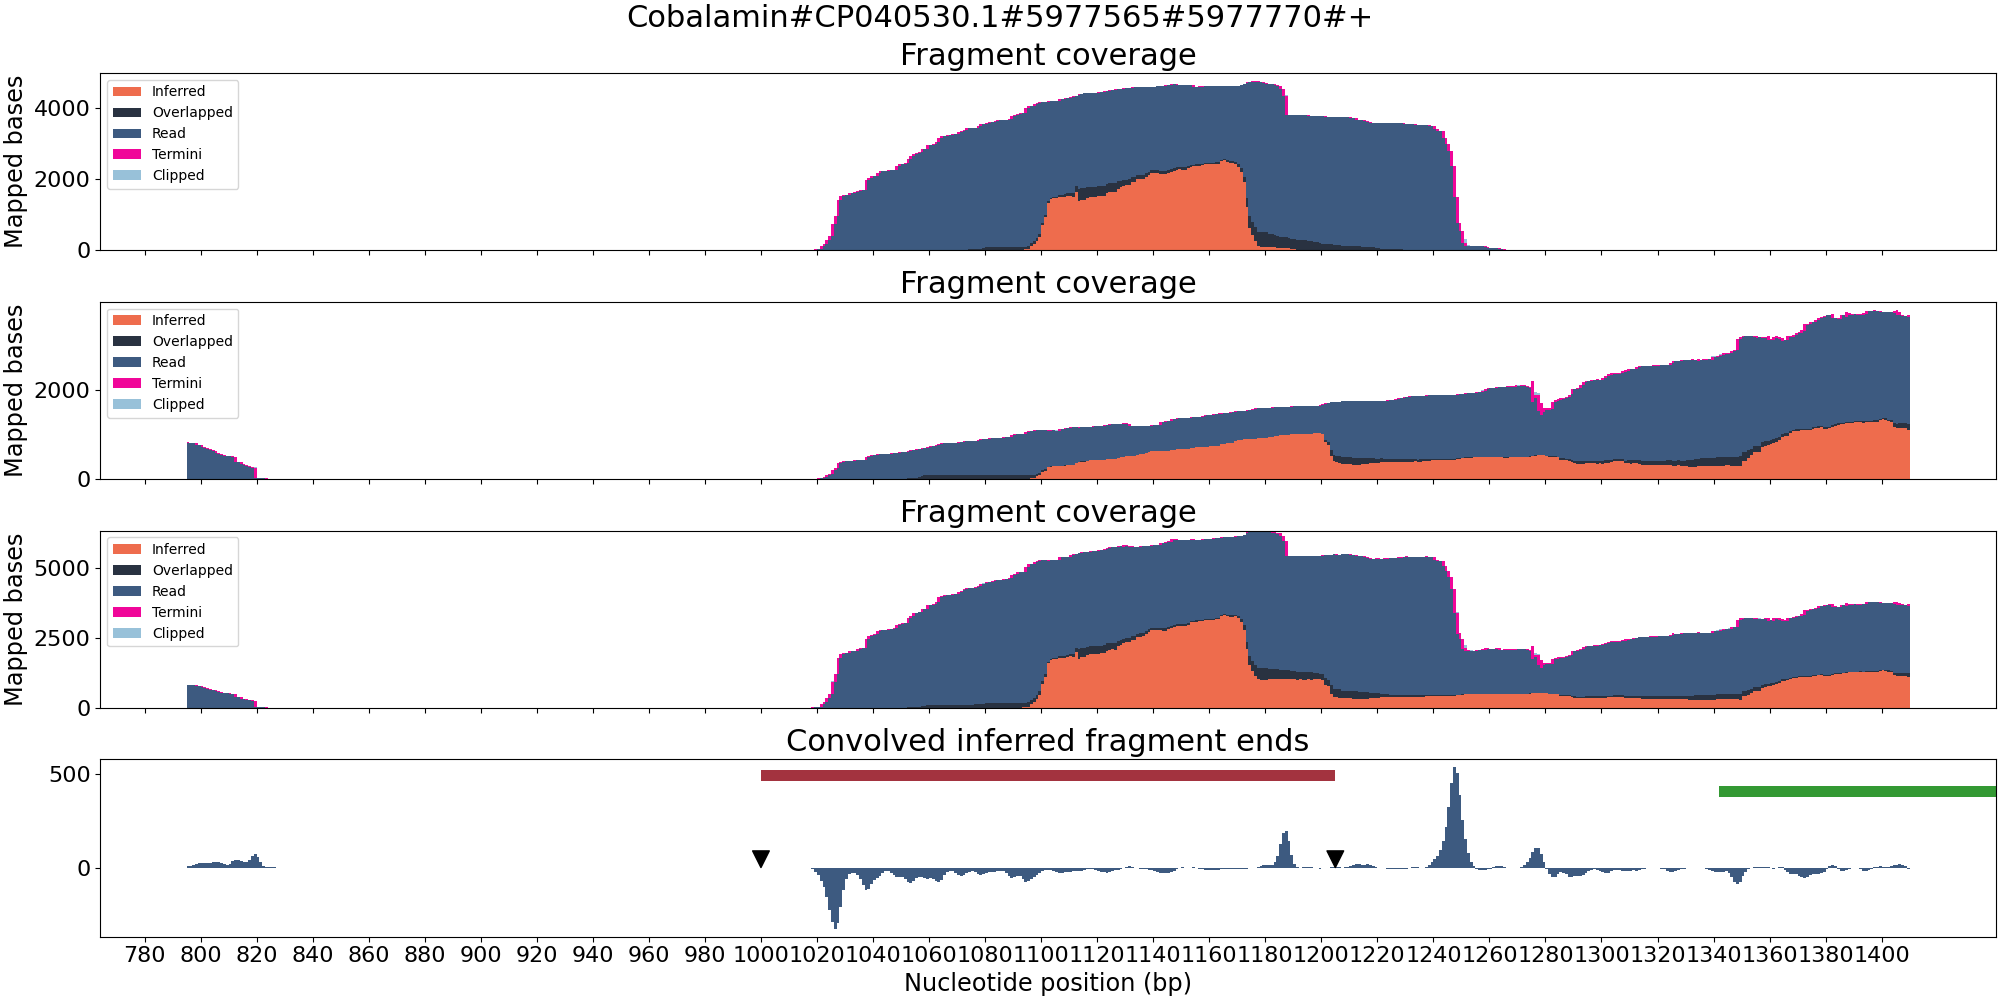 Cobalamin#CP040530.1#5977565#5977770#+
Fragment coverage
Mapped bases
4000
2000
0
Inferred
Overlapped
Read
Termini
Clipped
Fragment coverage
Mapped bases
2000
0
Inferred
Overlapped
Read
Termini
Clipped
Fragment coverage
Mapped bases
5000
2500
0
Inferred
Overlapped
Read
Termini
Clipped
Convolved inferred fragment ends
500
0
780 800 820 840 860 880 900 920 940 960 980 1000 1020 1040 1060 1080 1100 1120 1140 1160 1180 1200 1220 1240 1260 1280 1300 1320 1340 1360 1380 1400
Nucleotide position (bp)